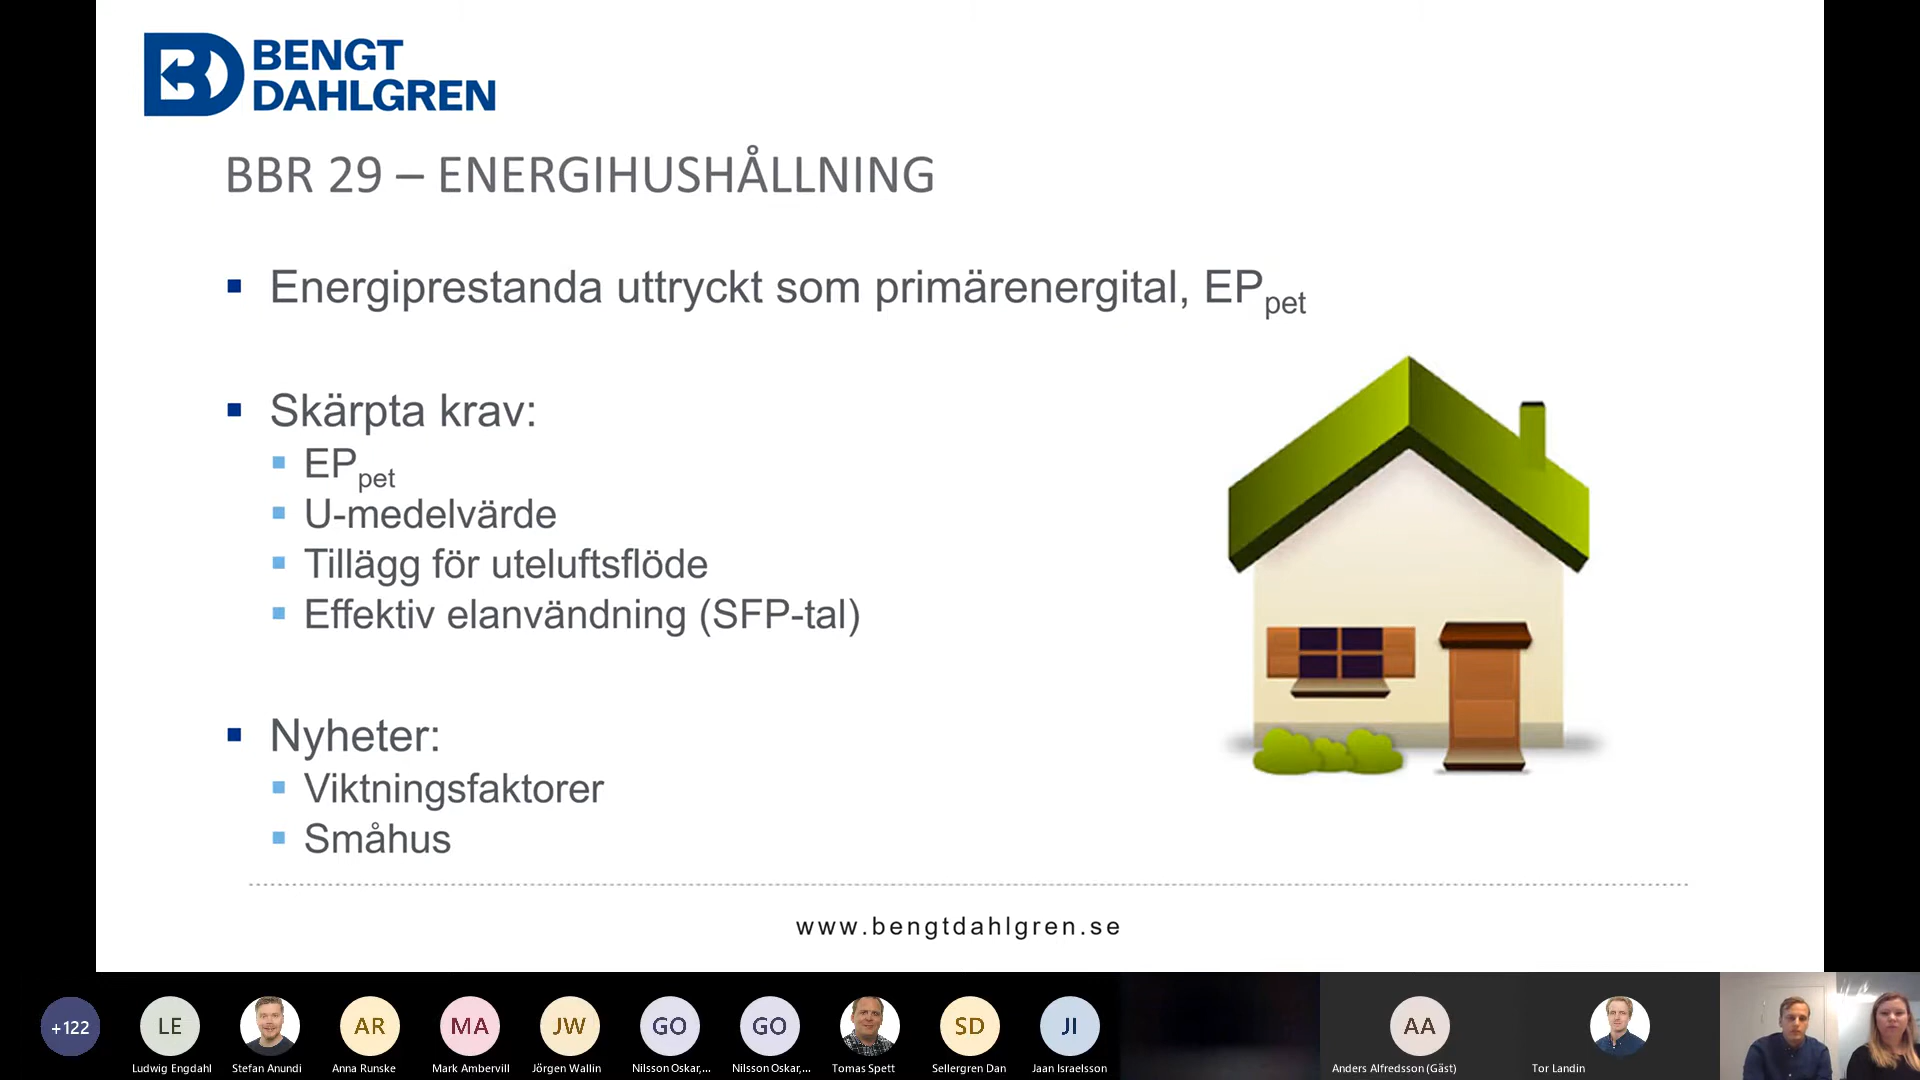 BENGT
DAHLGREN
BBR 29 – ENERGIHUSHÅLLNING
Energiprestanda uttryckt som primärenergital, EPpet
Skärpta krav:
EPpet
U-medelvärde
Tillägg för uteluftsflöde
Effektiv elanvändning (SFP-tal)
Nyheter:
Viktningsfaktorer
Småhus
www.bengtdahlgren.se
+122
LE
AR
MA
JW
GO
GO
SD
JI
AA
Ludwig Engdahl
Stefan Anundi
Anna Runske
Mark Ambervill
Jörgen Wallin
Nilsson Oskar,...
Nilsson Oskar,...
Tomas Spett
Sellergren Dan
Jaan Israelsson
Anders Alfredsson (Gäst)
Tor Landin